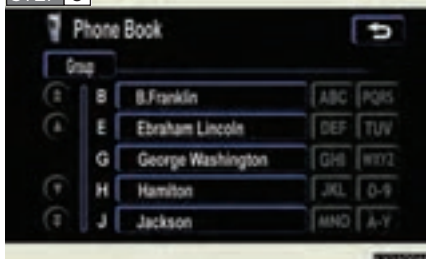 Phone Book
Group
B B.Franklin ABC PQRS
E Ebraham Lincoln DEF TUV
G George Washington GHI WXYZ
H Hamiton JKL 0-9
J Jackson MNO A-Y